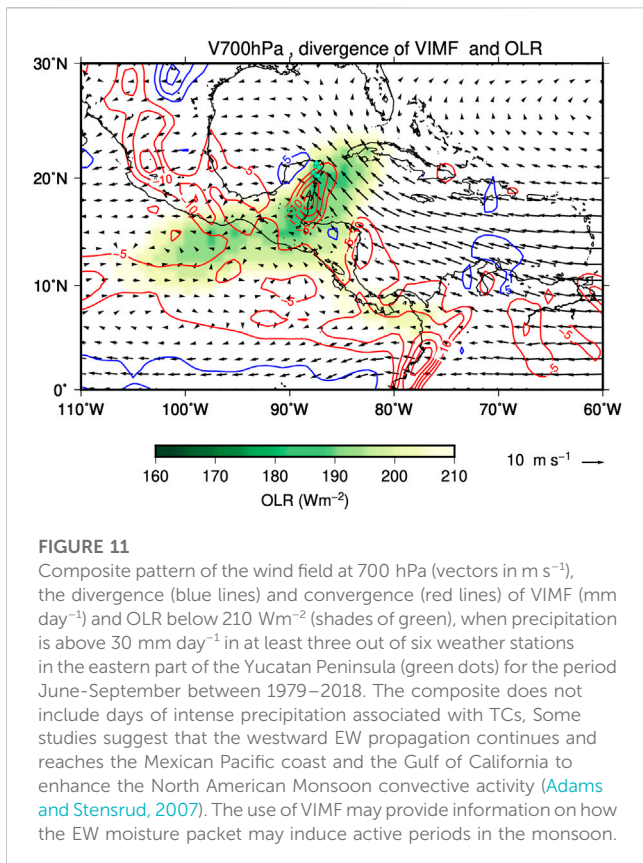 V700hPa , divergence of VIMF and OLR
30°N
20°N
10°N
0°
110°W 100°W 90°W 80°W 70°W 60°W
-5
-10
-5
-5
-5
-5
-5
160 170 180 190 200 210
OLR (Wm⁻²)
10 m s⁻¹
FIGURE 11
Composite pattern of the wind field at 700 hPa (vectors in m s⁻¹),
the divergence (blue lines) and convergence (red lines) of VIMF (mm
day⁻¹) and OLR below 210 Wm⁻² (shades of green), when precipitation
is above 30 mm day⁻¹ in at least three out of six weather stations
in the eastern part of the Yucatan Peninsula (green dots) for the period
June-September between 1979–2018. The composite does not
include days of intense precipitation associated with TCs, Some
studies suggest that the westward EW propagation continues and
reaches the Mexican Pacific coast and the Gulf of California to
enhance the North American Monsoon convective activity (Adams
and Stensrud, 2007). The use of VIMF may provide information on how
the EW moisture packet may induce active periods in the monsoon.